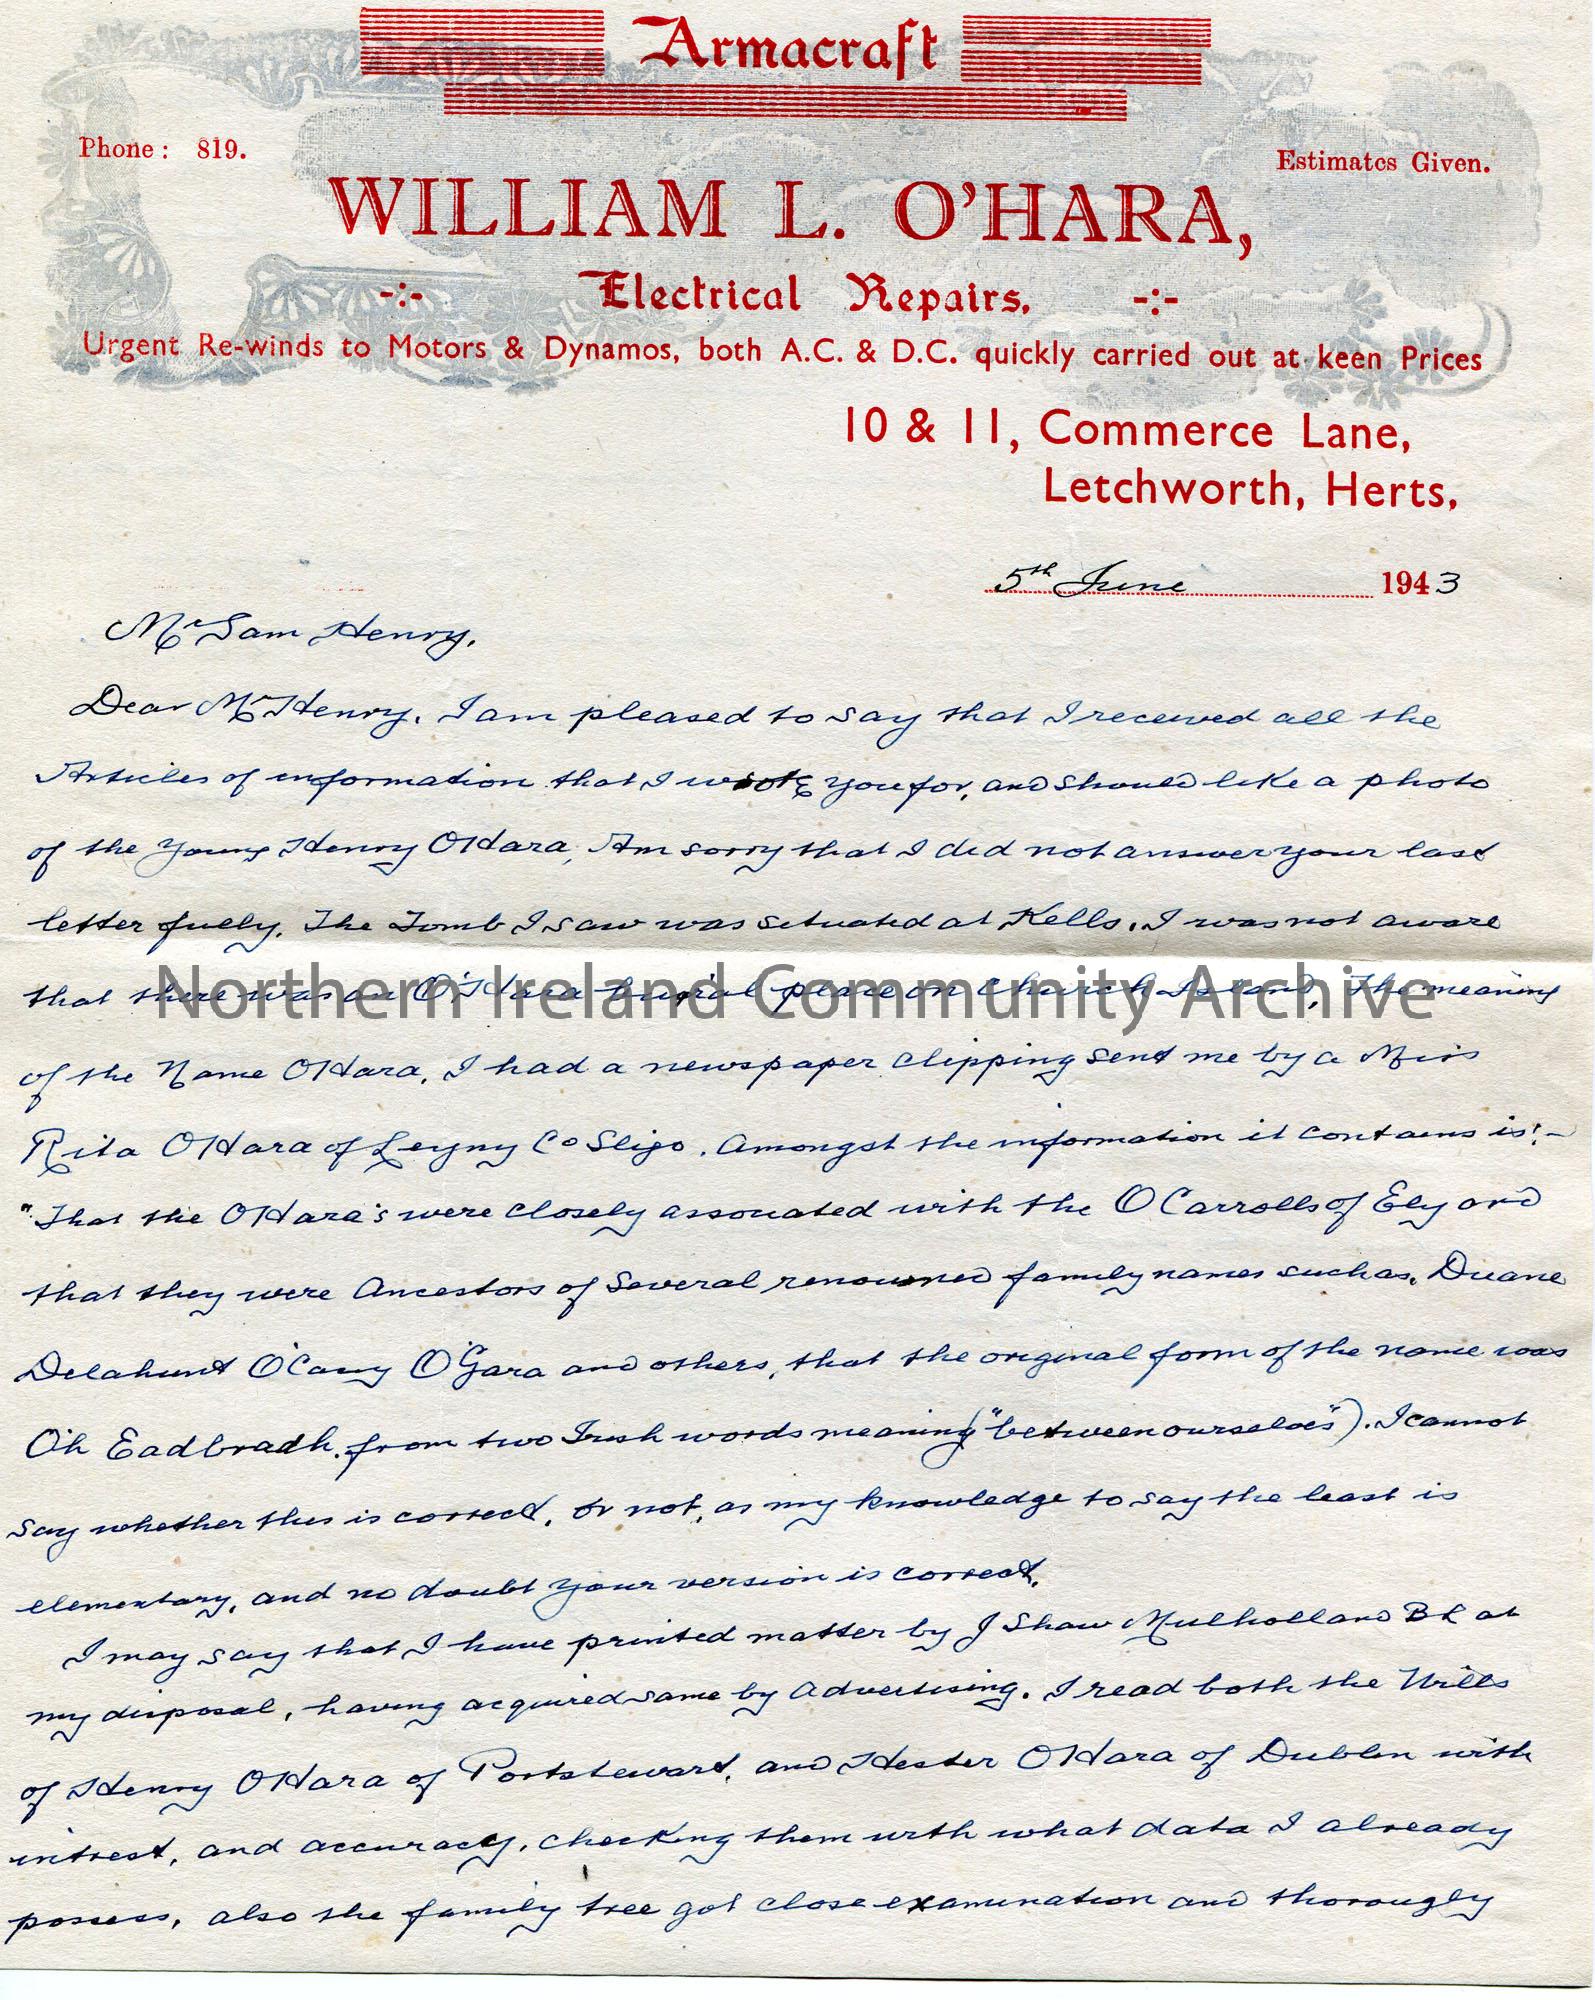 Armacraft
Phone: 819.
Estimates Given.
WILLIAM L. O'HARA,
-:- Electrical Repairs. -:-
Urgent Re-winds to Motors & Dynamos, both A.C. & D.C. quickly carried out at keen Prices
10 & 11, Commerce Lane,
Letchworth, Herts,
5th June 1943
Mr Sam Henry.
Dear Mr Henry. I am pleased to say that I received all the
Articles of information that I wrote you for, and should like a photo
of the young Henry O'Hara, Am sorry that I did not answer your last
letter fully. The Tomb I saw was situated at Kells. I was not aware
that there was an O'Hara burial place on Church Island. The meaning
Northern Ireland Community Archive
of the Name O'Hara. I had a newspaper clipping sent me by a Miss
Rita O'Hara of Leyny Co Sligo. Amongst the information it contains is:-
"That the O'Hara's were closely associated with the O Carrolls of Ely and
that they were Ancestors of Several renowned family names such as. Duane
Delahunt O'Cary O'Gara and others, that the original form of the name was
O'h Eadbradh. from two Irish words meaning ("between ourselves"). I cannot
say whether this is correct, or not, as my knowledge to say the least is
elementary, and no doubt your version is correct.
I may say that I have printed matter by J Shaw Mulholland BL at
my disposal, having acquired same by Advertising. I read both the Wills
of Henry O'Hara of Portstewart, and Hester O'Hara of Dublin with
intrest, and accuracy, checking them with what data I already
possess, also the family tree got close examination and thorougly